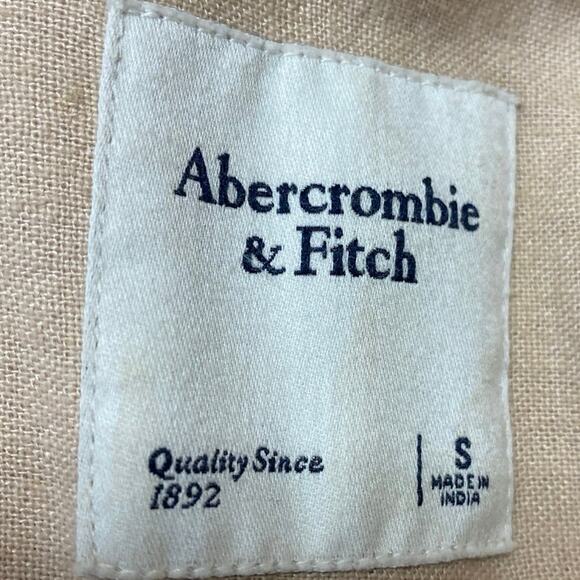 Abercrombie
& Fitch
Quality Since
1892
S
MADE IN
INDIA